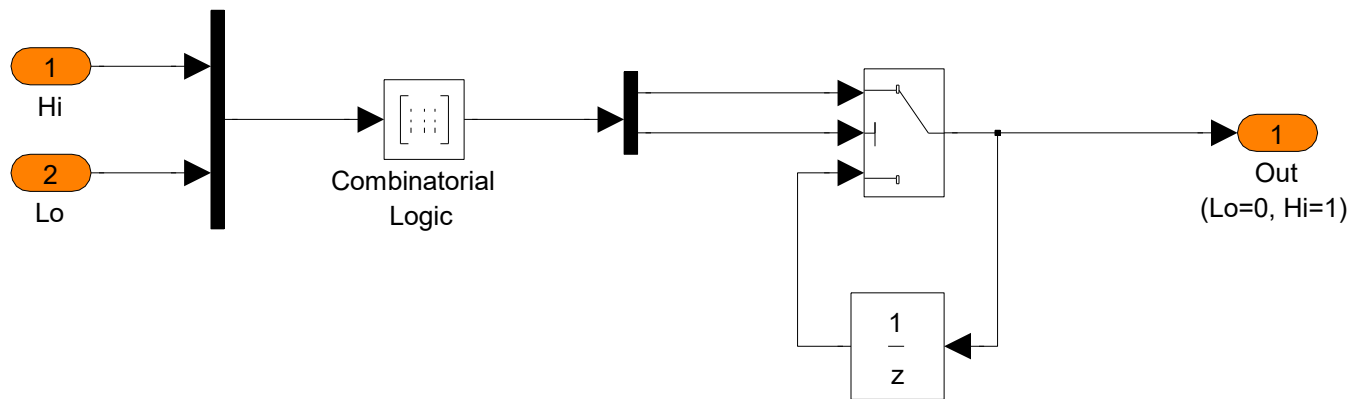 1
Hi
2
Lo
Combinatorial
Logic
1
Out
(Lo=0, Hi=1)
1
z